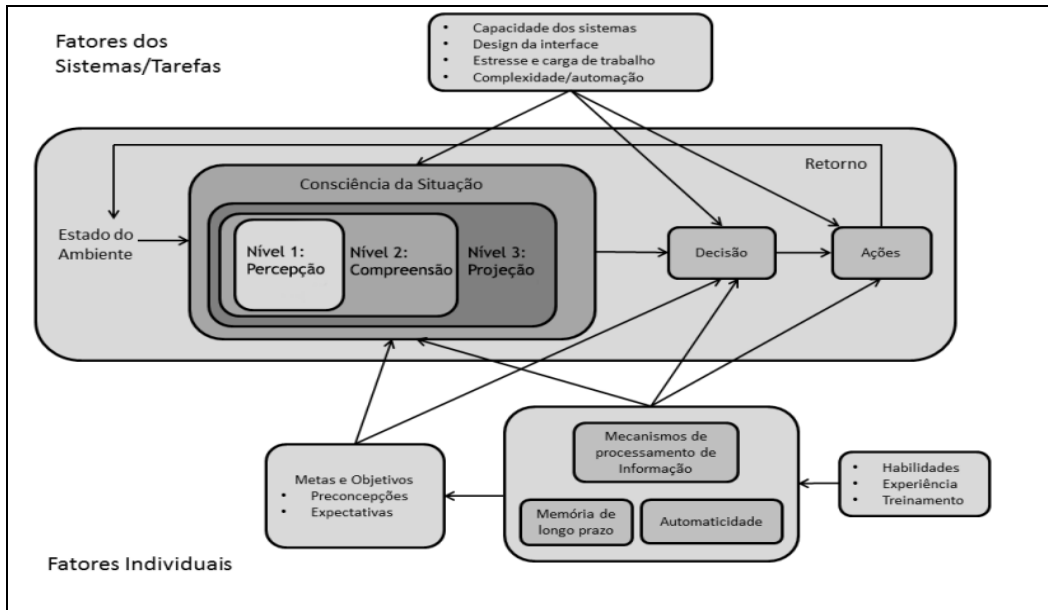 Fatores dos
Sistemas/Tarefas
• Capacidade dos sistemas
• Design da interface
• Estresse e carga de trabalho
• Complexidade/automação
Retorno
Consciência da Situação
Estado do
Ambiente
Nível 1:
Percepção
Nível 2:
Compreensão
Nível 3:
Projeção
Decisão
Ações
Metas e Objetivos
• Preconcepções
• Expectativas
Mecanismos de
processamento de
Informação
Memória de
longo prazo
Automaticidade
• Habilidades
• Experiência
• Treinamento
Fatores Individuais